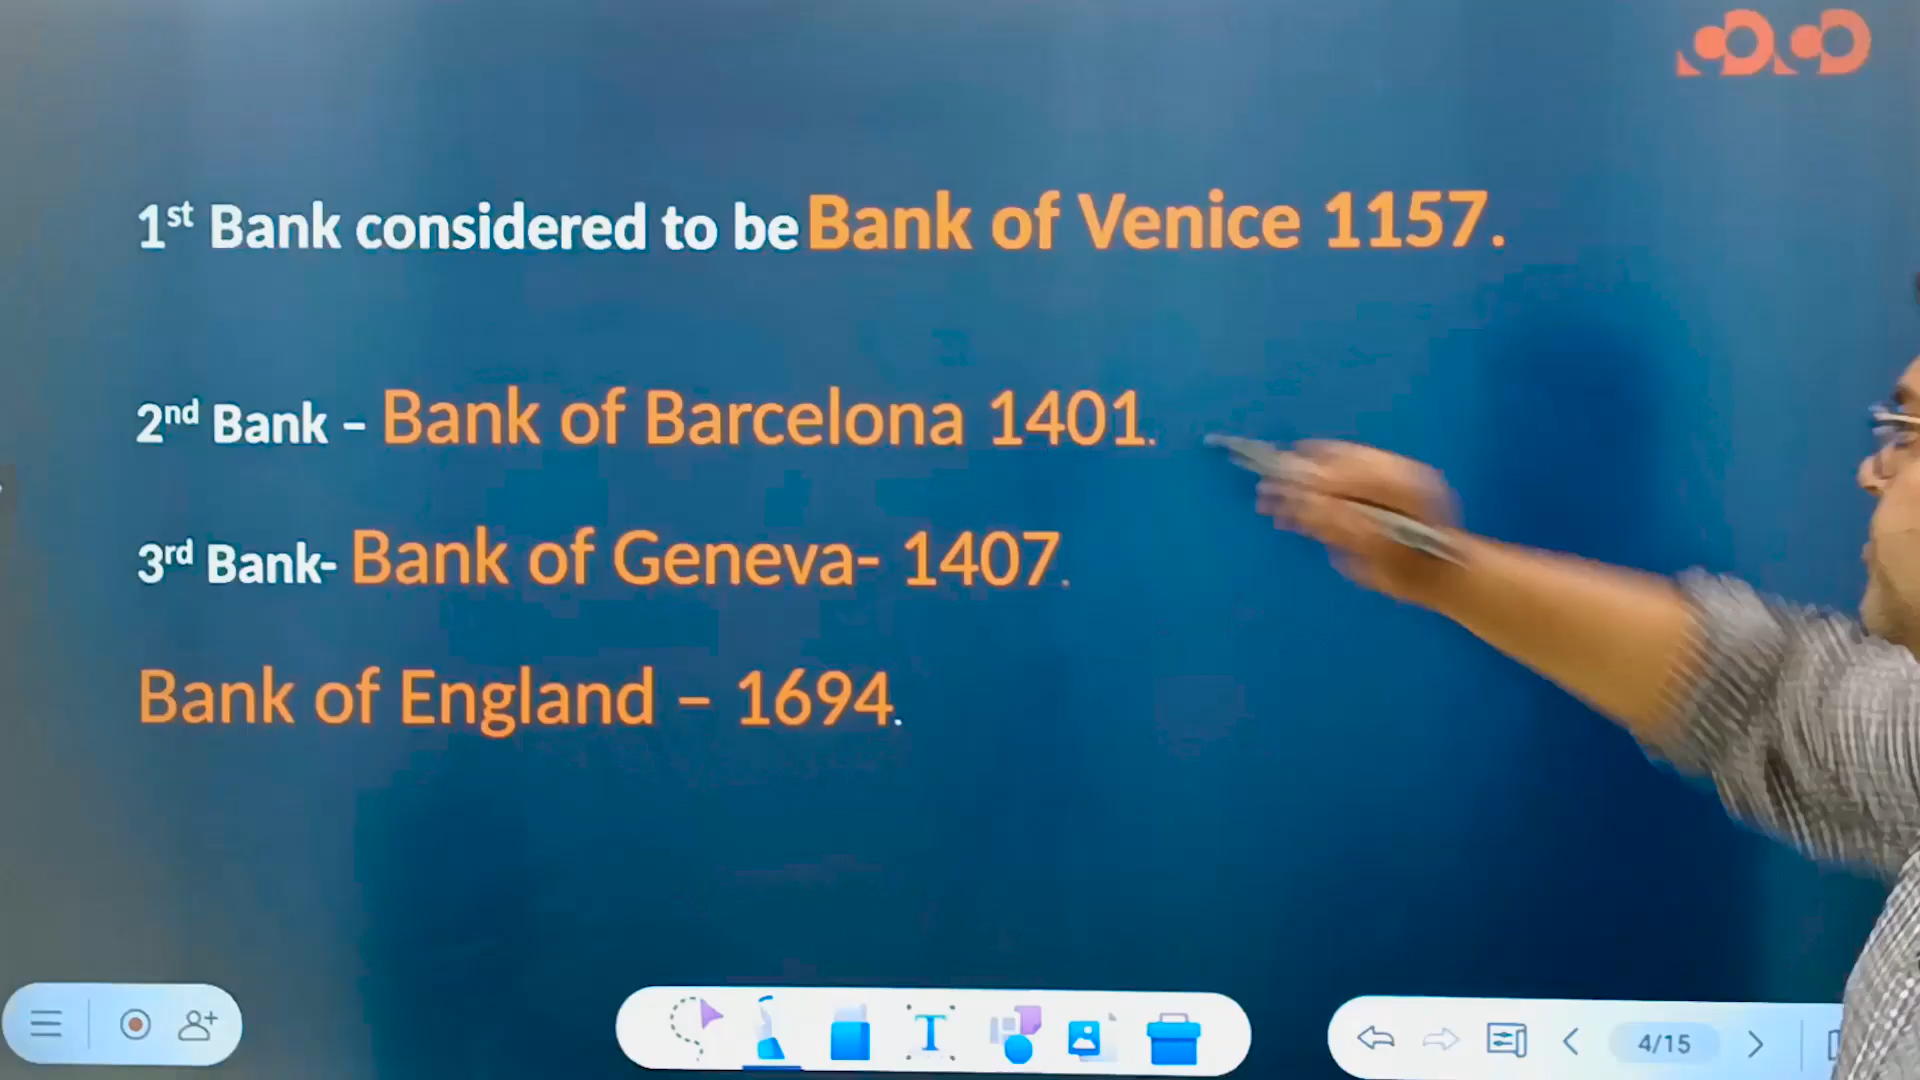 1st Bank considered to be Bank of Venice 1157.
2nd Bank – Bank of Barcelona 1401.
3rd Bank- Bank of Geneva- 1407.
Bank of England – 1694.
T
4/15